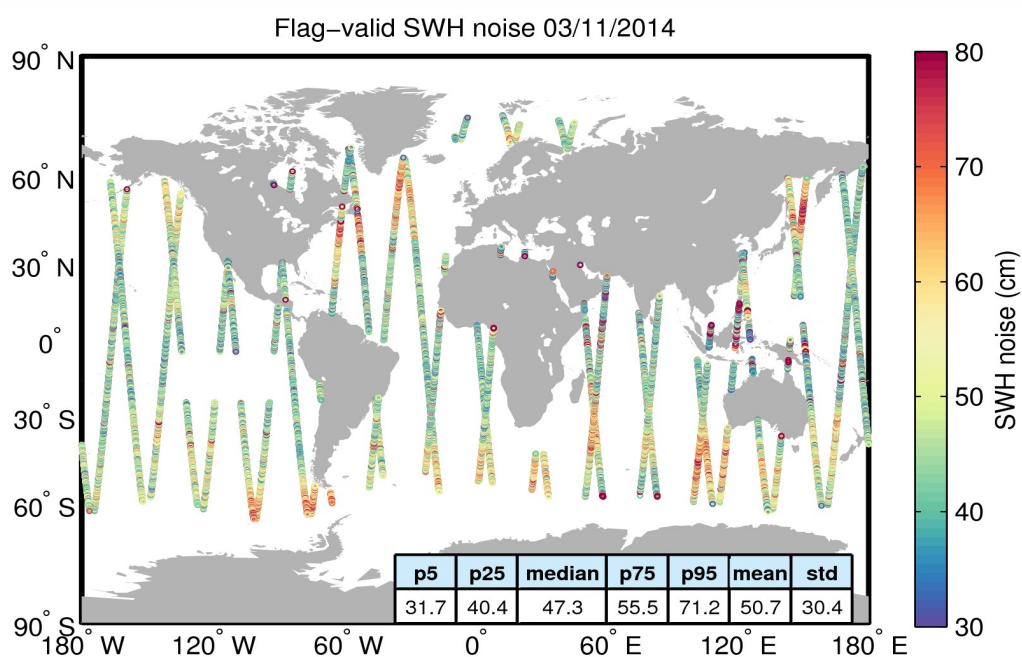 Flag−valid SWH noise 03/11/2014
90° N
60° N
30° N
0°
30° S
60° S
90° S
180° W
120° W
60° W
0°
60° E
120° E
180° E
p5 p25 median p75 p95 mean std
31.7 40.4 47.3 55.5 71.2 50.7 30.4
80
70
60
50
40
30
SWH noise (cm)